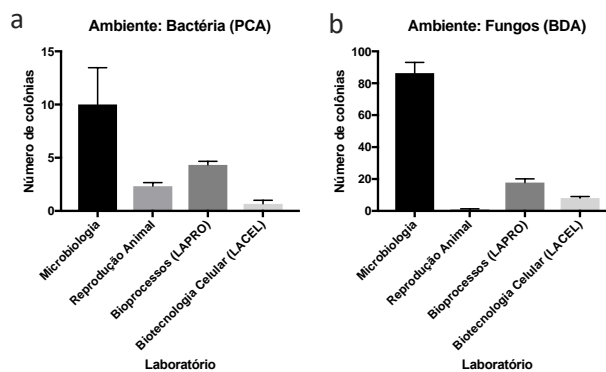 a
Ambiente: Bactéria (PCA)
Número de colônias
15
10
5
0
Microbiologia
Reprodução Animal
Bioprocessos (LAPRO)
Biotecnologia Celular (LACEL)
Laboratório
b
Ambiente: Fungos (BDA)
Número de colônias
100
80
60
40
20
0
Microbiologia
Reprodução Animal
Bioprocessos (LAPRO)
Biotecnologia Celular (LACEL)
Laboratório